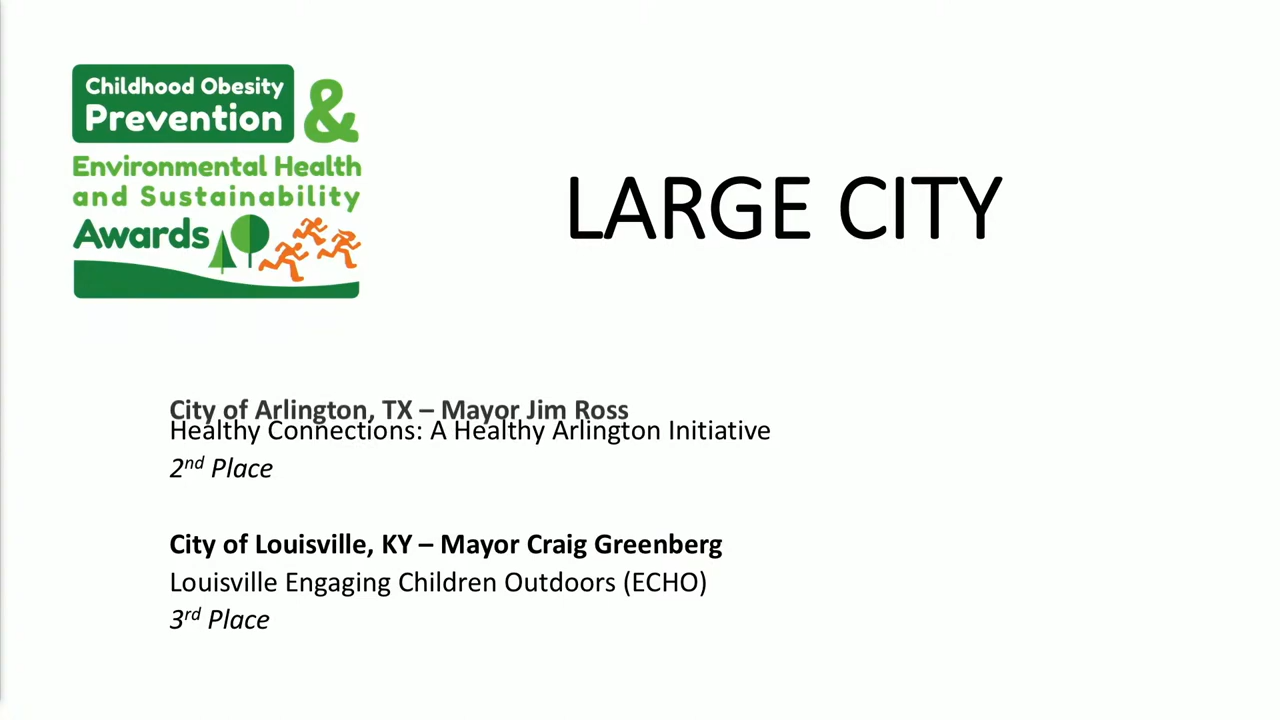 Childhood Obesity
Prevention &
Environmental Health
and Sustainability
Awards
LARGE CITY
City of Arlington, TX – Mayor Jim Ross
Healthy Connections: A Healthy Arlington Initiative
2nd Place
City of Louisville, KY – Mayor Craig Greenberg
Louisville Engaging Children Outdoors (ECHO)
3rd Place